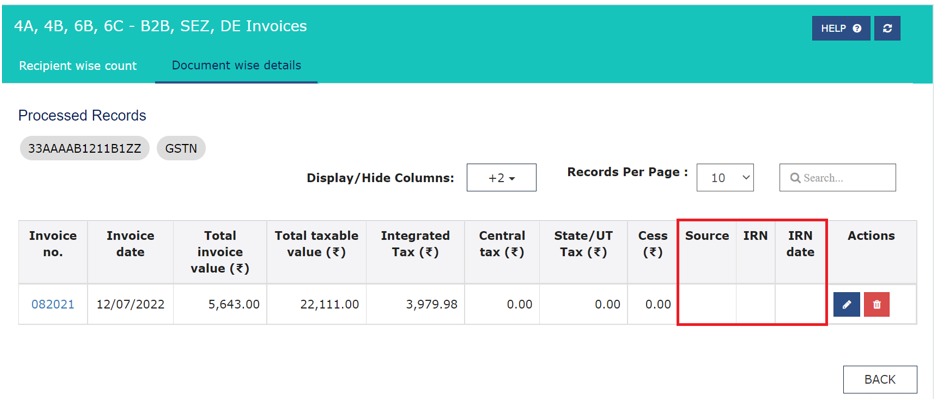 4A, 4B, 6B, 6C - B2B, SEZ, DE Invoices
HELP ?
Recipient wise count
Document wise details
Processed Records
33AAAAB1211B1ZZ
GSTN
Display/Hide Columns:
+2
Records Per Page :
10
Search...
Invoice no.
Invoice date
Total invoice value (₹)
Total taxable value (₹)
Integrated Tax (₹)
Central tax (₹)
State/UT Tax (₹)
Cess (₹)
Source
IRN
IRN date
Actions
082021
12/07/2022
5,643.00
22,111.00
3,979.98
0.00
0.00
0.00
BACK